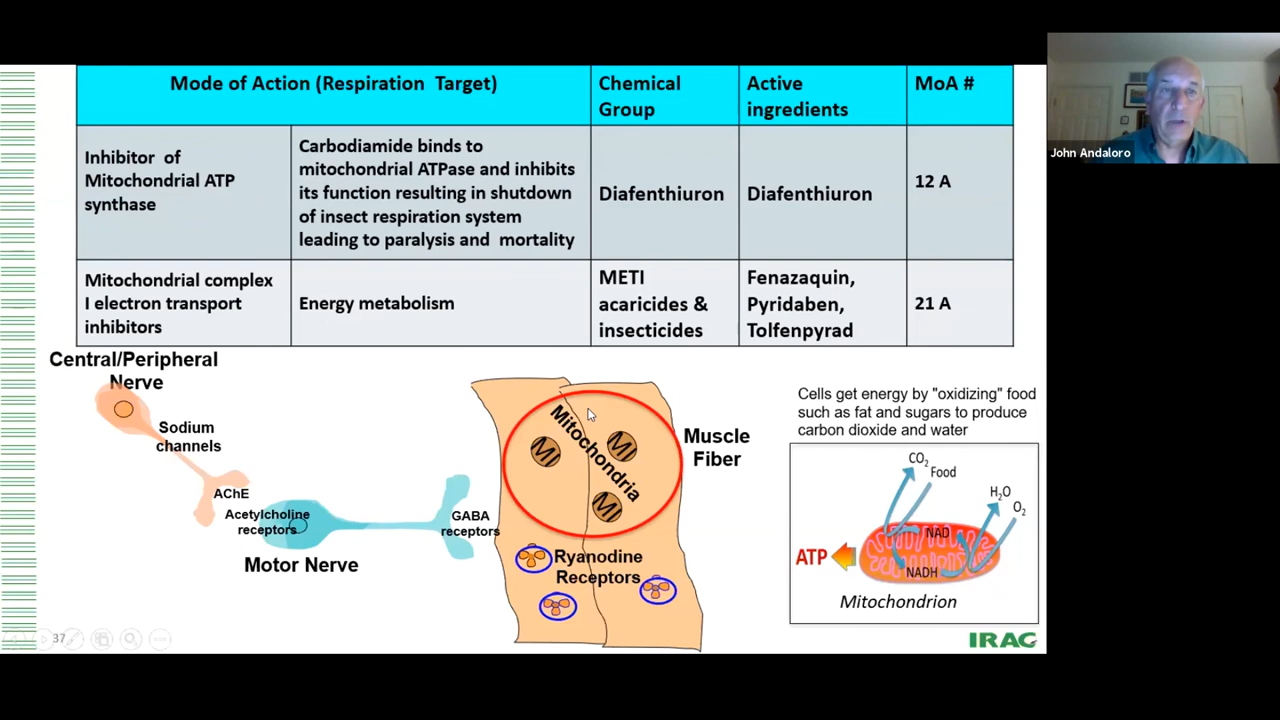 Mode of Action (Respiration Target)
Chemical
Group
Active
ingredients
MoA #
Inhibitor of
Mitochondrial ATP
synthase
Carbodiamide binds to
mitochondrial ATPase and inhibits
its function resulting in shutdown
of insect respiration system
leading to paralysis and mortality
Diafenthiuron
Diafenthiuron
12 A
Mitochondrial complex
I electron transport
inhibitors
Energy metabolism
METI
acaricides &
insecticides
Fenazaquin,
Pyridaben,
Tolfenpyrad
21 A
John Andaloro
Central/Peripheral
Nerve
Sodium
channels
AChE
Acetylcholine
receptors
Motor Nerve
GABA
receptors
Mitochondria
MI
MI
MI
Muscle
Fiber
Ryanodine
Receptors
Cells get energy by "oxidizing" food
such as fat and sugars to produce
carbon dioxide and water
CO2
Food
H2O
O2
NAD
NADH
ATP
Mitochondrion
37
IRAC